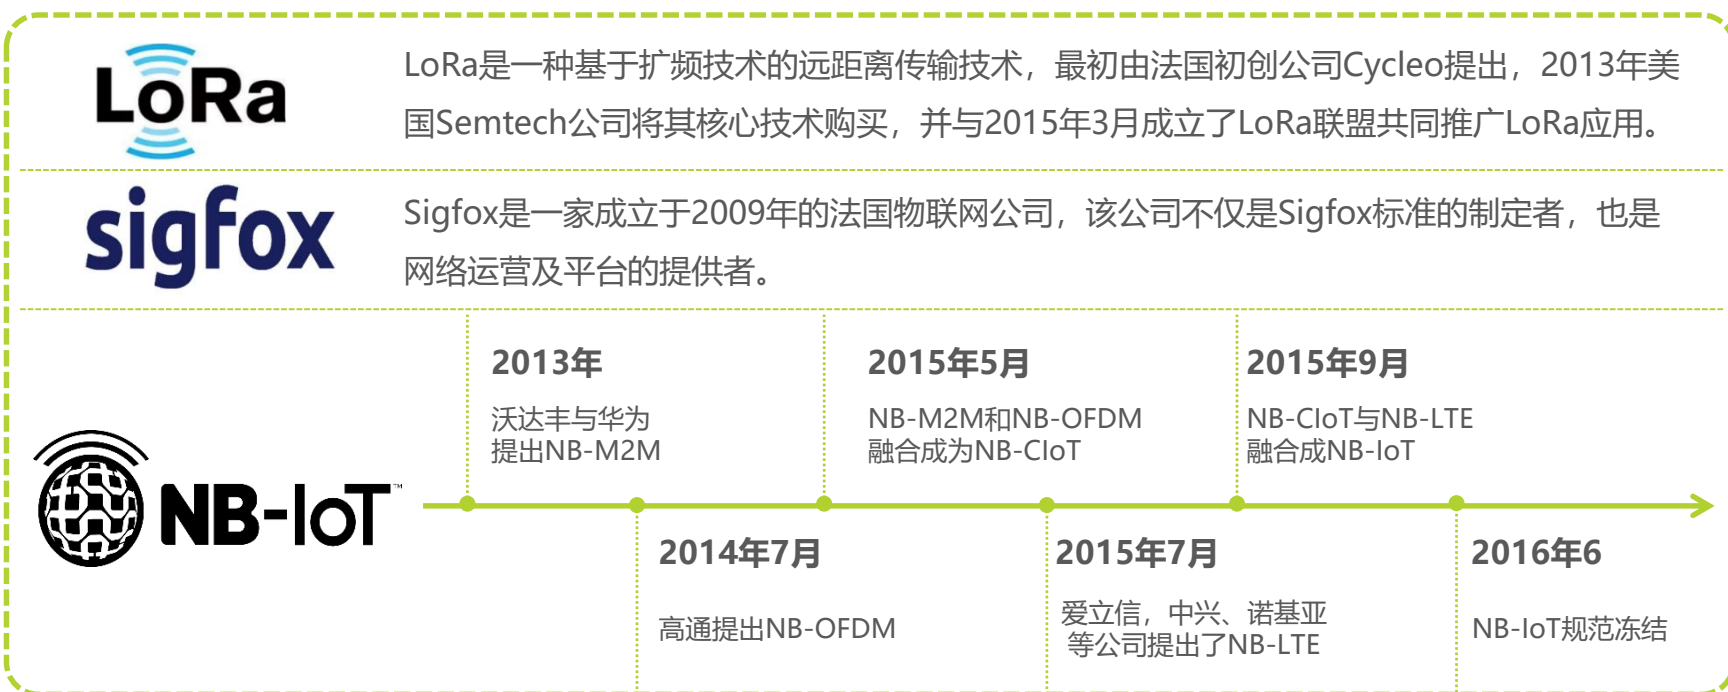 LoRa
LoRa是一种基于扩频技术的远距离传输技术，最初由法国初创公司Cycleo提出，2013年美
国Semtech公司将其核心技术购买，并与2015年3月成立了LoRa联盟共同推广LoRa应用。
sigfox
Sigfox是一家成立于2009年的法国物联网公司，该公司不仅是Sigfox标准的制定者，也是
网络运营及平台的提供者。
NB-IoT™
2013年
沃达丰与华为
提出NB-M2M
2014年7月
高通提出NB-OFDM
2015年5月
NB-M2M和NB-OFDM
融合成为NB-CIoT
2015年7月
爱立信，中兴、诺基亚
等公司提出了NB-LTE
2015年9月
NB-CIoT与NB-LTE
融合成NB-IoT
2016年6
NB-IoT规范冻结